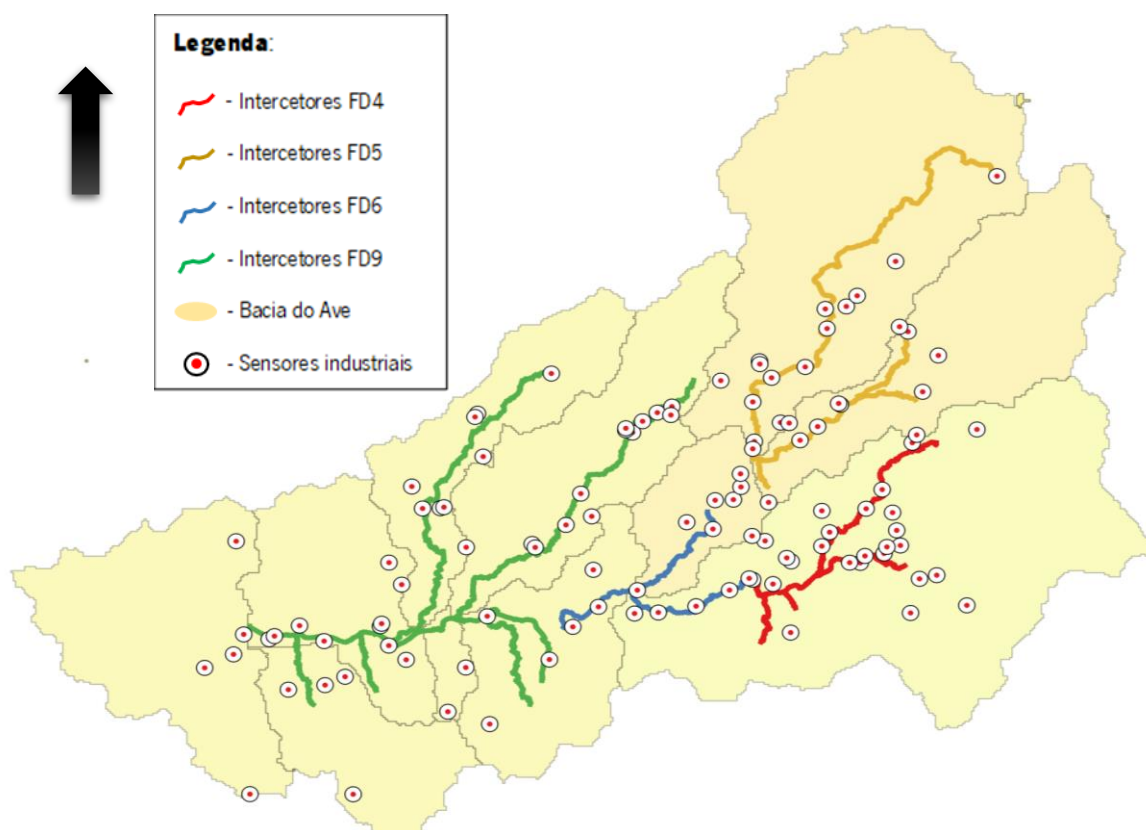 Legenda:
- Intercetores FD4
- Intercetores FD5
- Intercetores FD6
- Intercetores FD9
- Bacia do Ave
- Sensores industriais